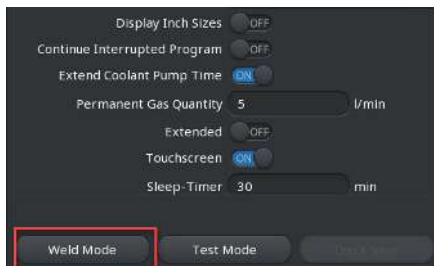 Display Inch Sizes OFF
Continue Interrupted Program OFF
Extend Coolant Pump Time ON
Permanent Gas Quantity 5 l/min
Extended OFF
Touchscreen ON
Sleep-Timer 30 min
Weld Mode Test Mode